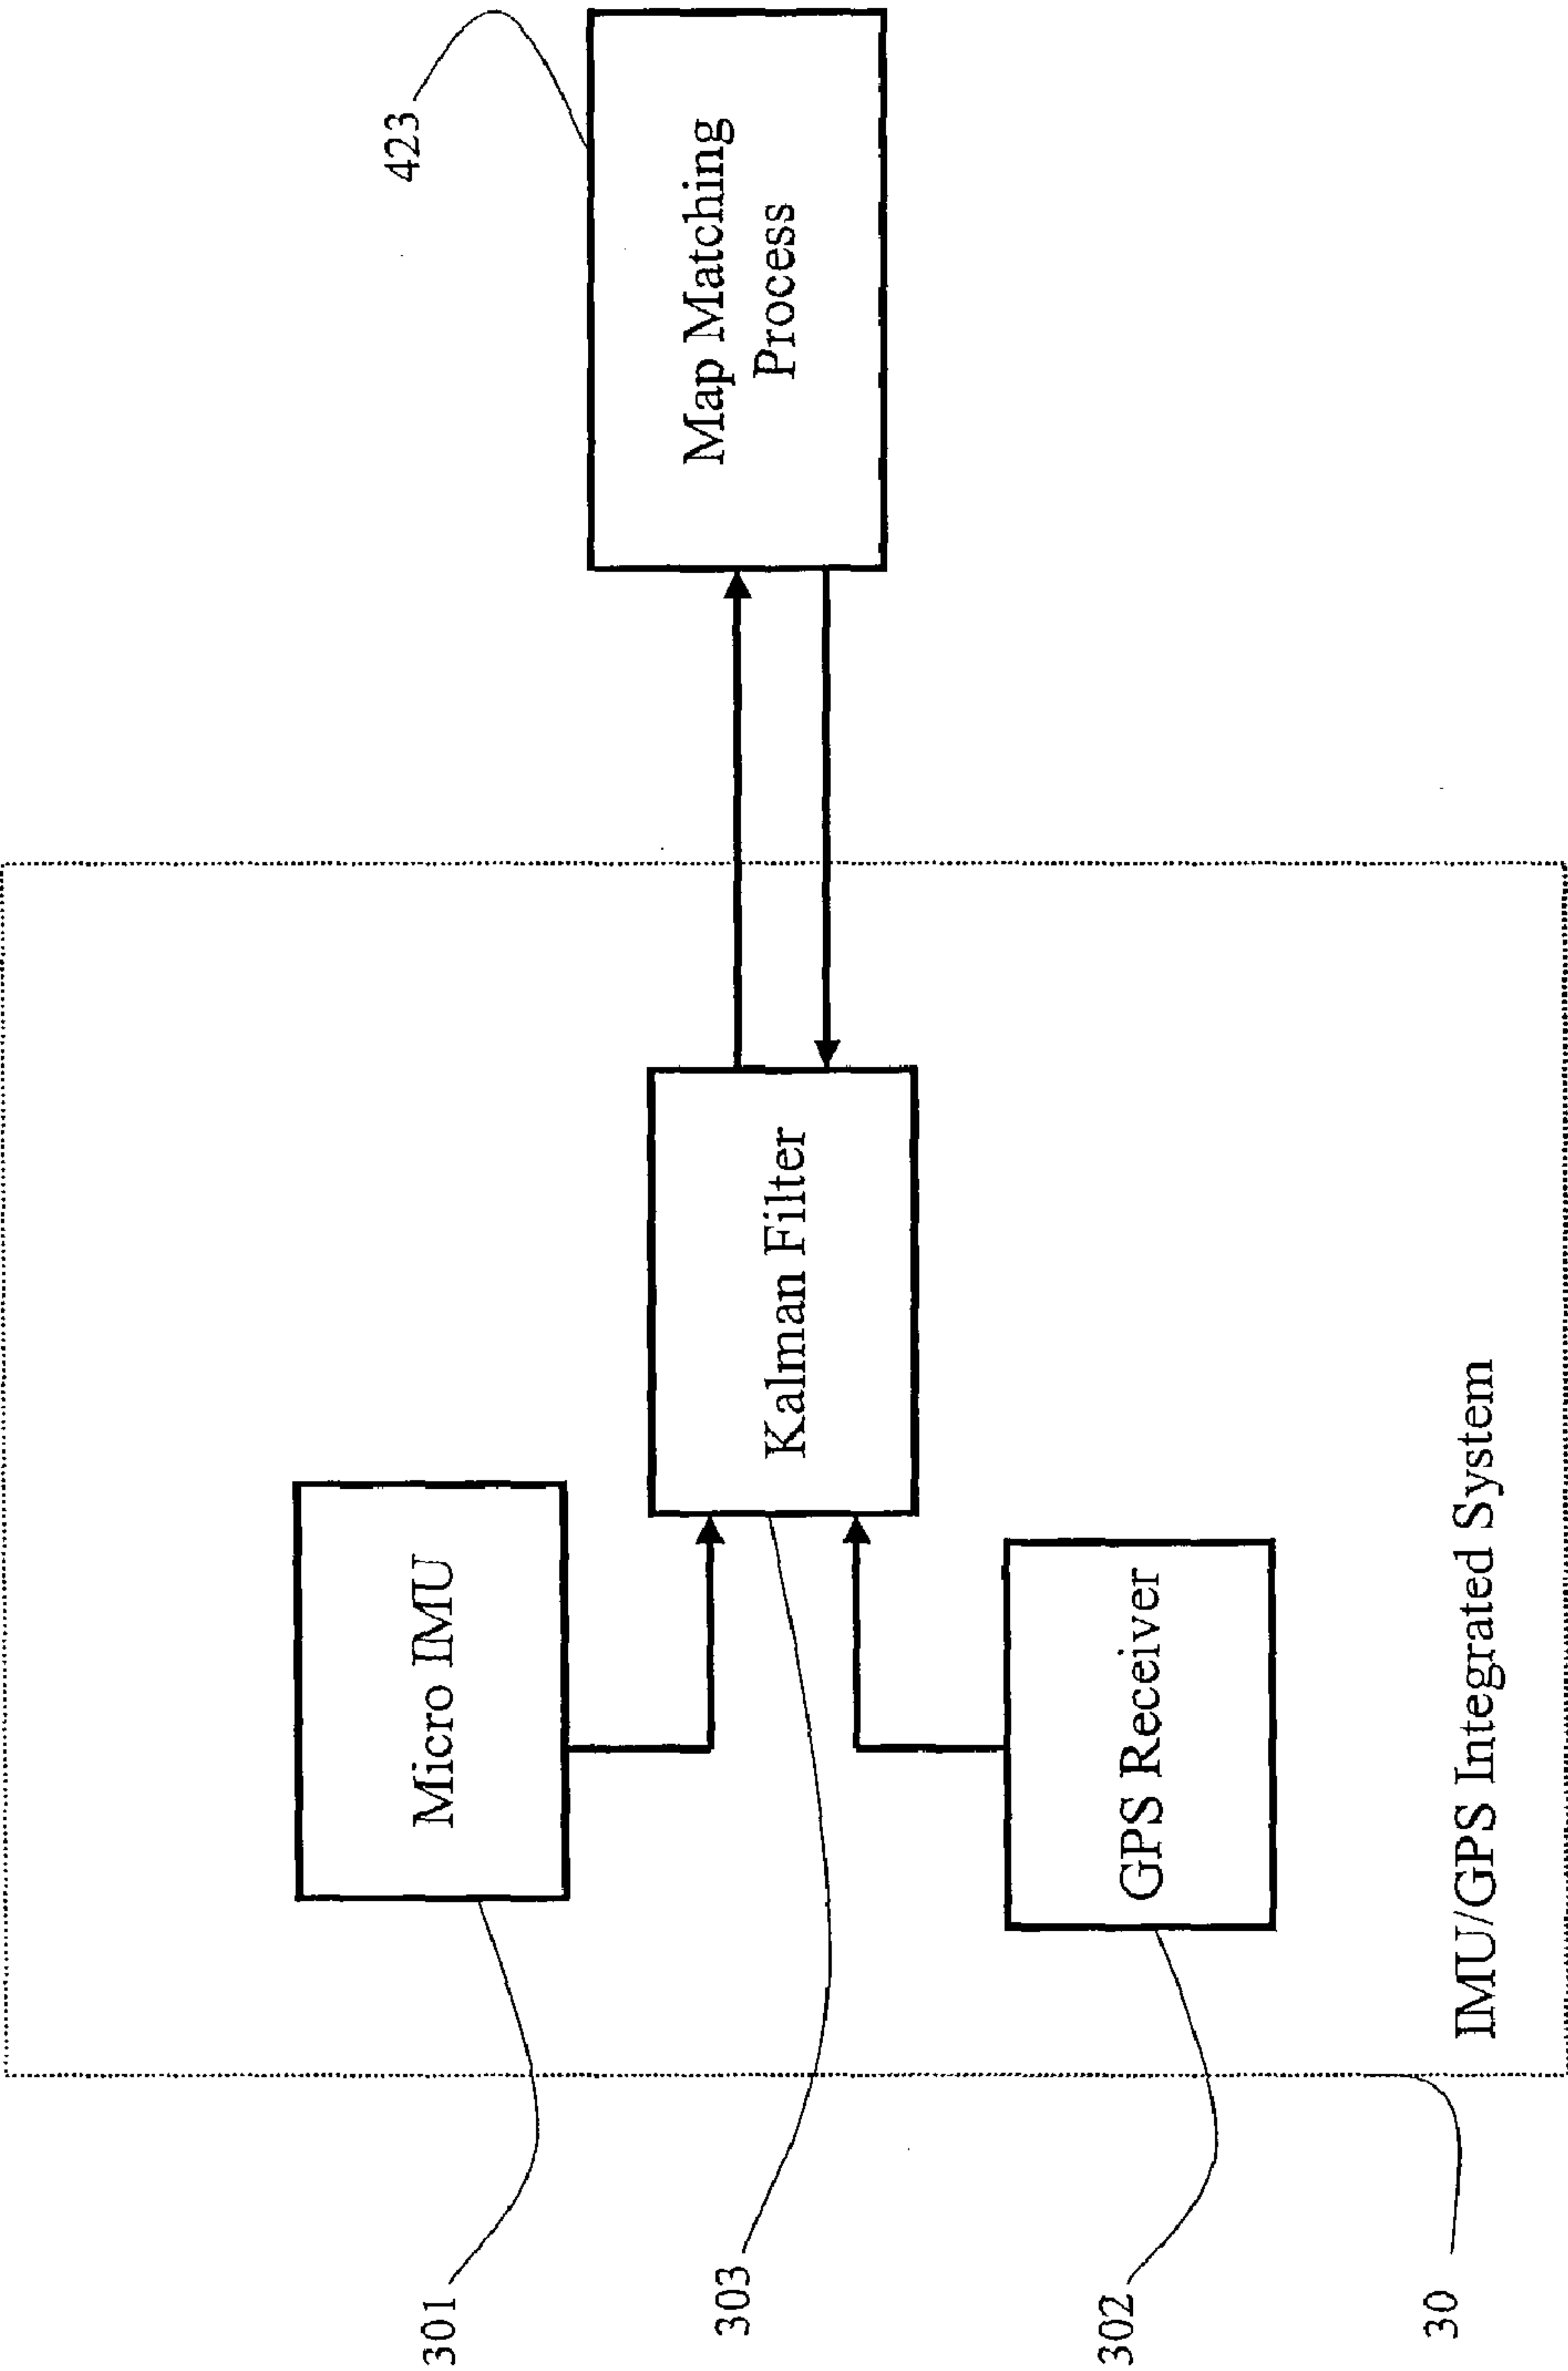 301
Micro IMU
303
Kalman Filter
423
Map Matching
Process
302
GPS Receiver
30
IMU/GPS Integrated System